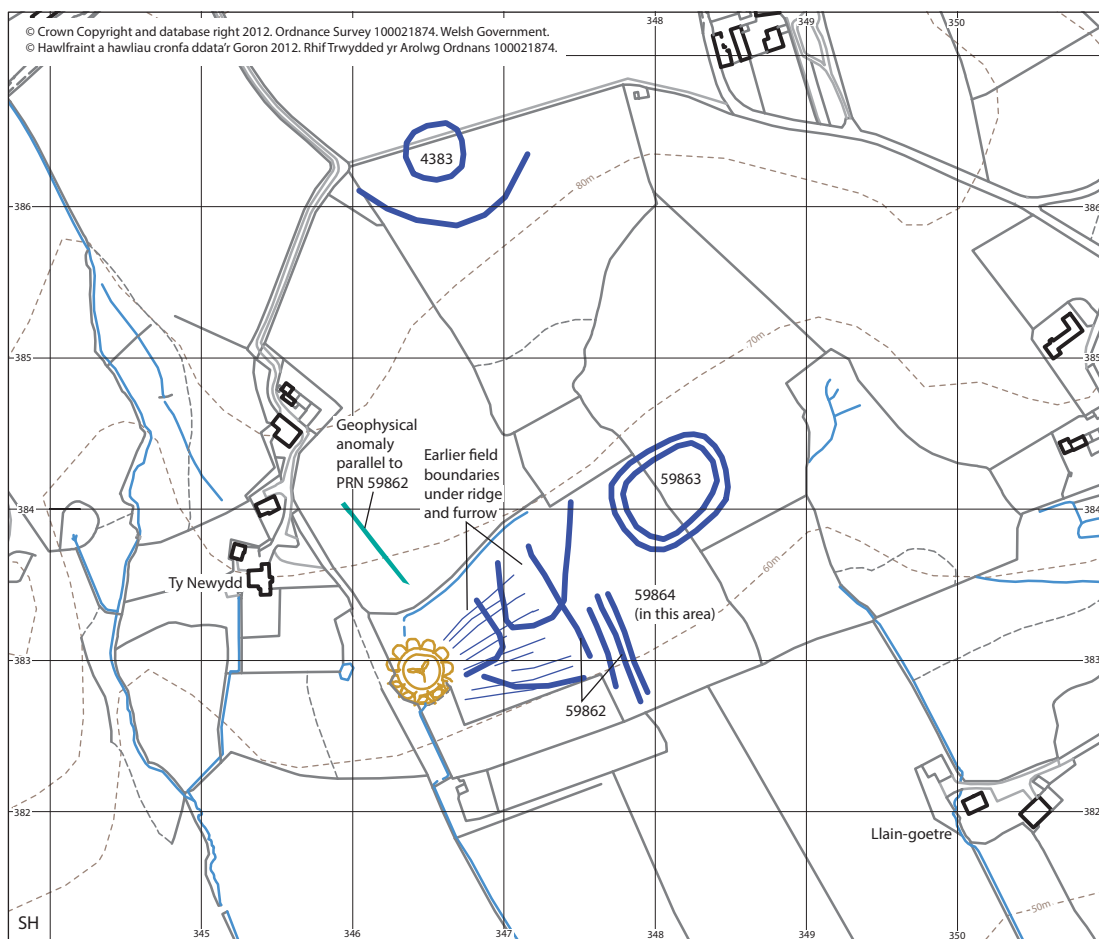 © Crown Copyright and database right 2012. Ordnance Survey 100021874. Welsh Government.
© Hawlfraint a hawliau cronfa ddata'r Goron 2012. Rhif Trwydded yr Arolwg Ordnans 100021874.
348
349
350
4383
80m
386
386
70m
385
385
Geophysical
anomaly
parallel to
PRN 59862
Earlier field
boundaries
under ridge
and furrow
59863
384
384
60m
Ty Newydd
59864
(in this area)
383
383
59862
382
382
Llain-goetre
50m
SH
345
346
347
348
349
350